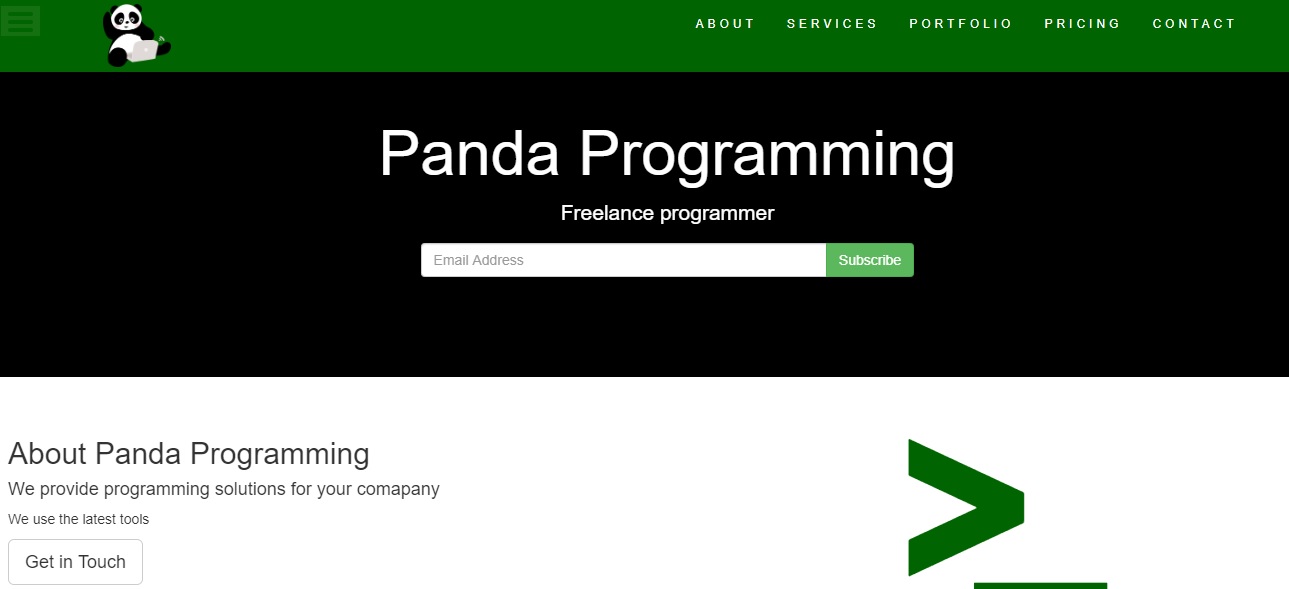 ABOUT SERVICES PORTFOLIO PRICING CONTACT
Panda Programming
Freelance programmer
Email Address Subscribe
About Panda Programming
We provide programming solutions for your comapany
We use the latest tools
Get in Touch
>_